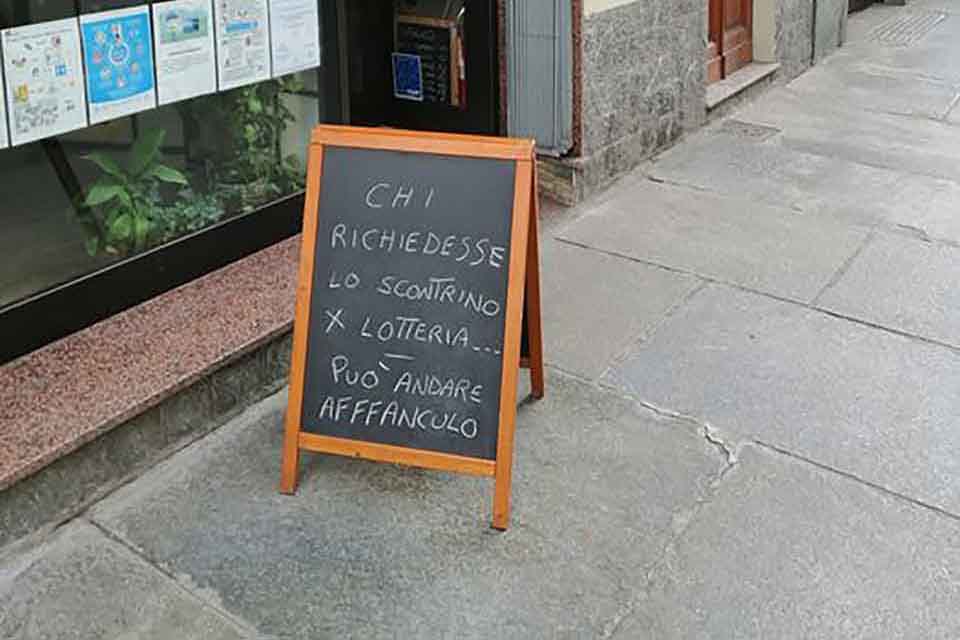 CHI
RICHIEDESSE
LO SCONTRINO
X LOTTERIA...
PUO' ANDARE
AFFFANCULO